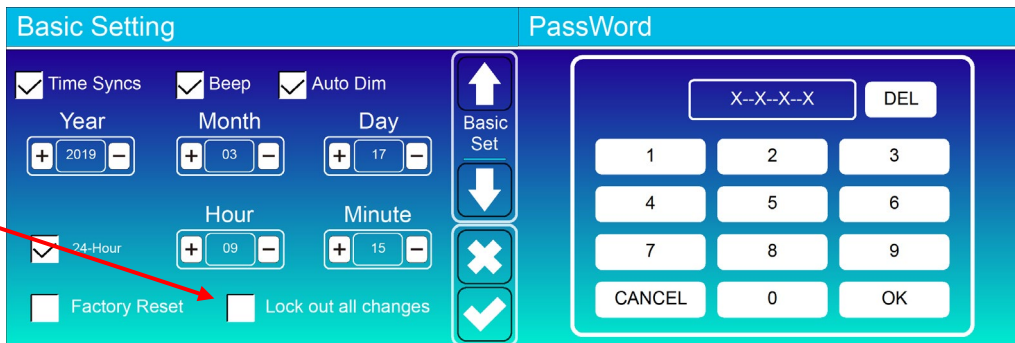 Basic Setting
Time Syncs Beep Auto Dim
Year Month Day
+ 2019 − + 03 − + 17 −
Basic
Set
Hour Minute
24-Hour + 09 − + 15 −
Factory Reset Lock out all changes
PassWord
X--X--X--X DEL
1 2 3
4 5 6
7 8 9
CANCEL 0 OK